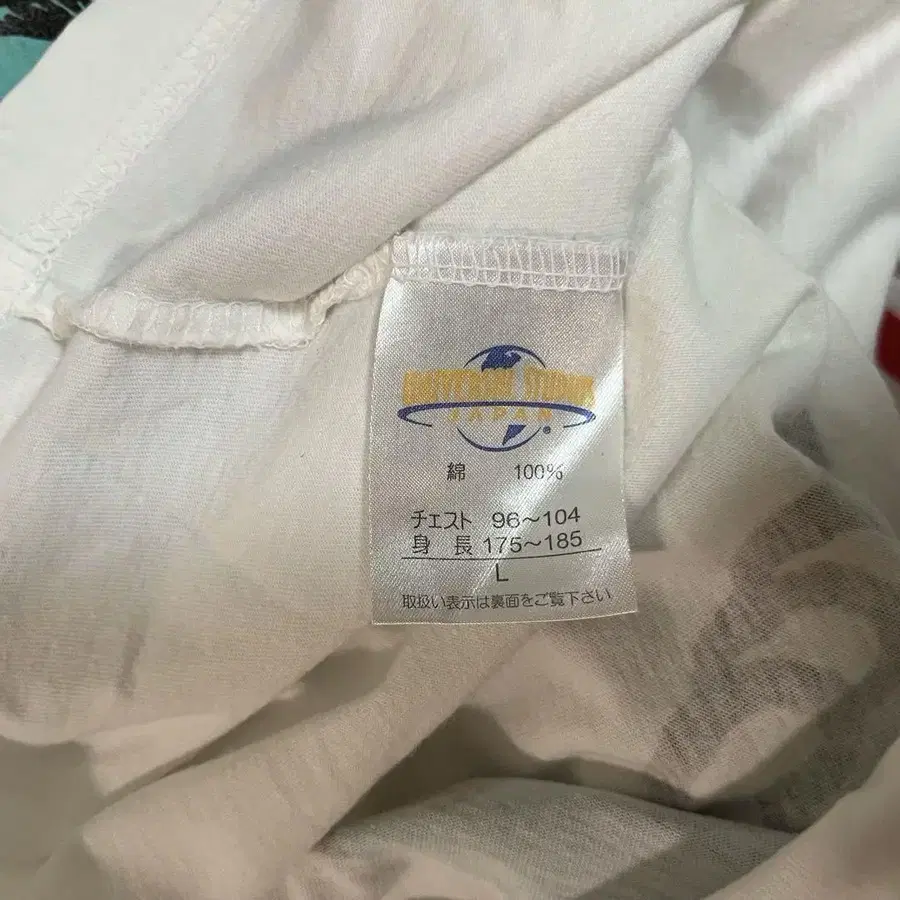 UNIVERSAL STUDIOS
JAPAN
®
綿 100%
チェスト 96～104
身長 175～185
L
取扱い表示は裏面をご覧下さい